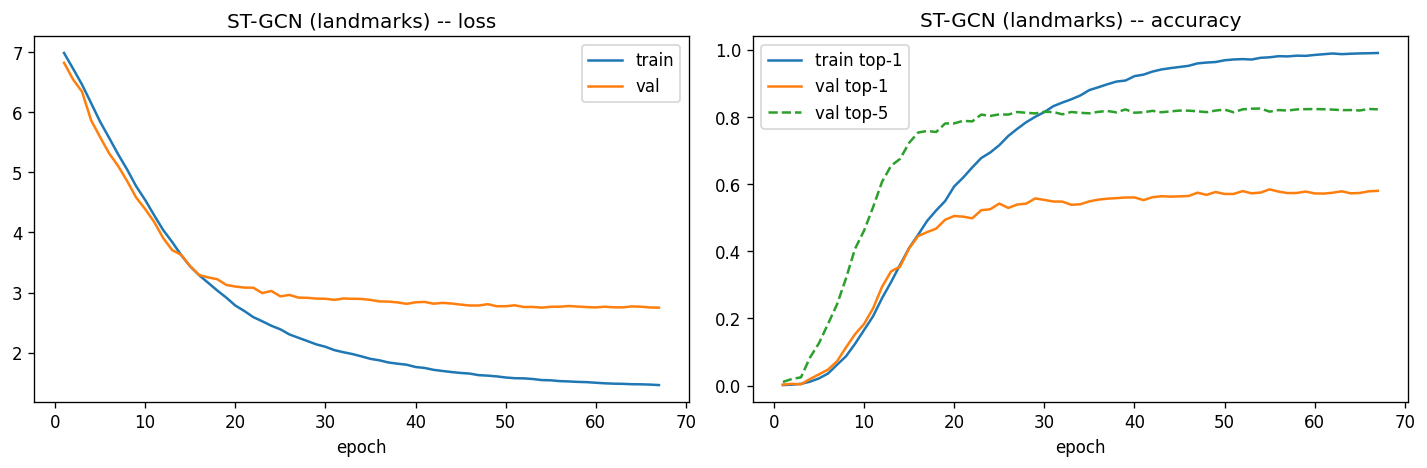 ST-GCN (landmarks) -- loss
7
6
5
4
3
2
train
val
0 10 20 30 40 50 60 70
epoch
ST-GCN (landmarks) -- accuracy
1.0
0.8
0.6
0.4
0.2
0.0
train top-1
val top-1
val top-5
0 10 20 30 40 50 60 70
epoch